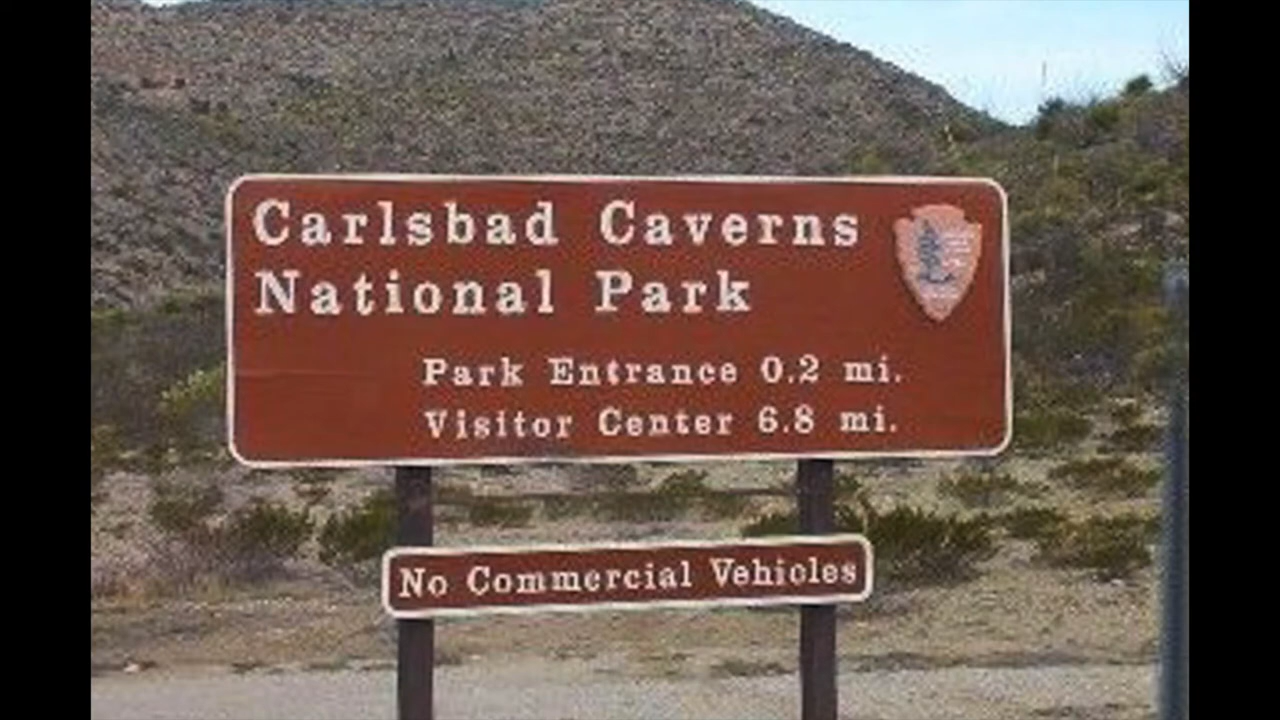 Carlsbad Caverns
National Park
Park Entrance 0.2 mi.
Visitor Center 6.8 mi.
No Commercial Vehicles